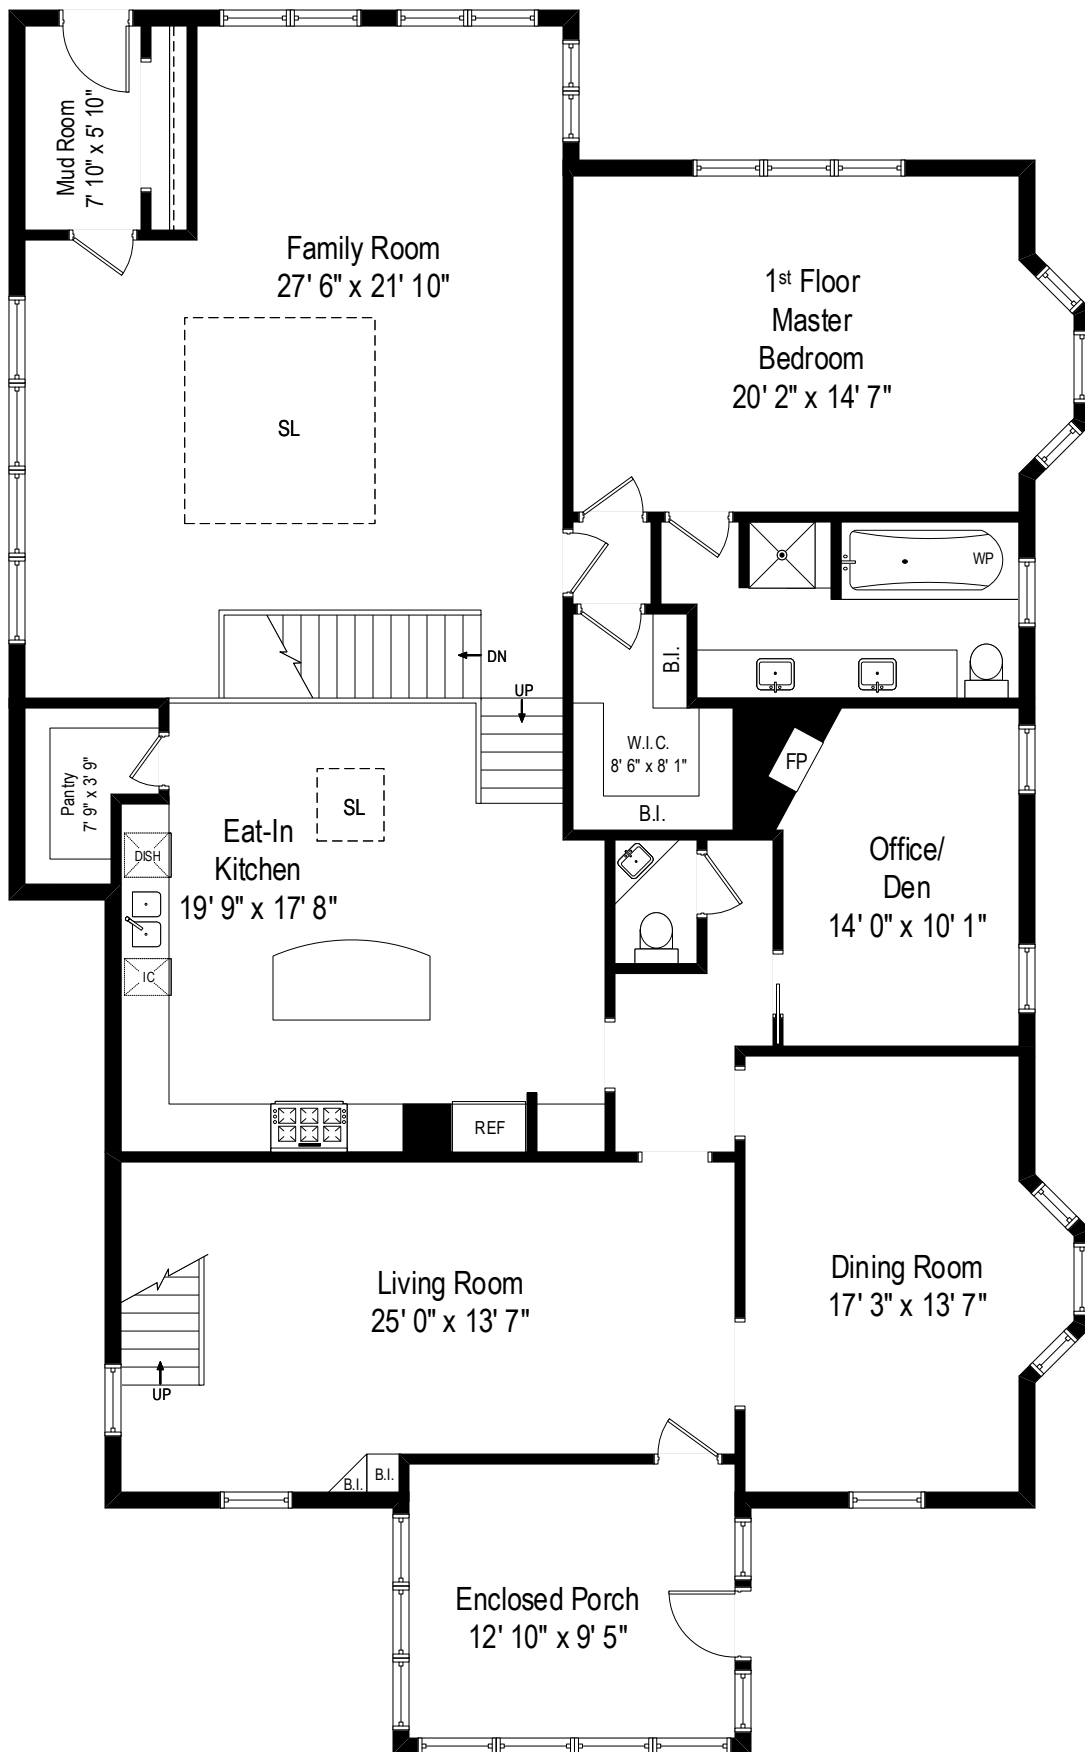 Mud Room
7' 10" x 5' 10"
Family Room
27' 6" x 21' 10"
SL
1st Floor
Master
Bedroom
20' 2" x 14' 7"
WP
DN
UP
B.I.
W.I.C.
8' 6" x 8' 1"
B.I.
FP
Pantry
7' 9" x 3' 9"
SL
DISH
Eat-In
Kitchen
19' 9" x 17' 8"
IC
Office/
Den
14' 0" x 10' 1"
REF
Living Room
25' 0" x 13' 7"
UP
Dining Room
17' 3" x 13' 7"
B.I.
B.I.
Enclosed Porch
12' 10" x 9' 5"